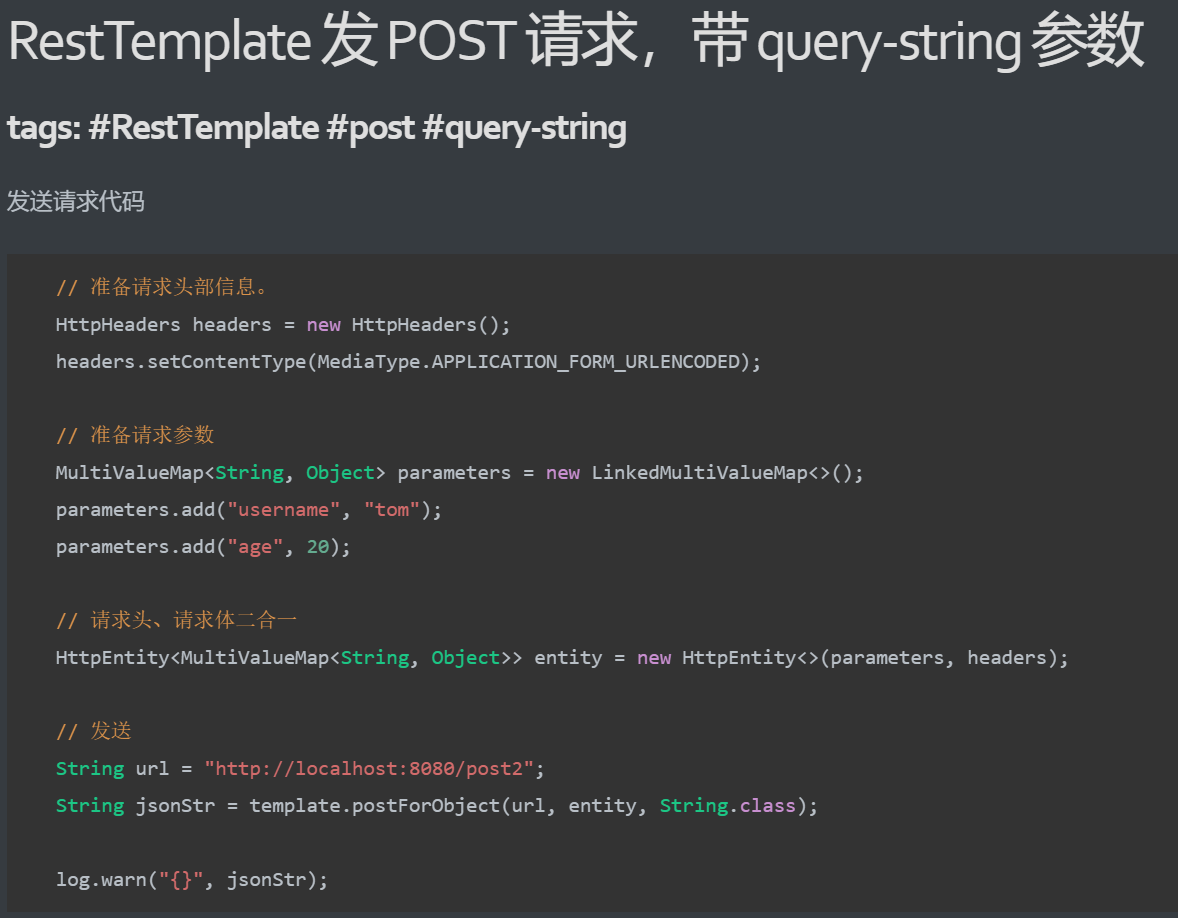 RestTemplate 发 POST 请求，带 query-string 参数
tags: #RestTemplate #post #query-string
发送请求代码
// 准备请求头部信息。
HttpHeaders headers = new HttpHeaders();
headers.setContentType(MediaType.APPLICATION_FORM_URLENCODED);
// 准备请求参数
MultiValueMap<String, Object> parameters = new LinkedMultiValueMap<>();
parameters.add("username", "tom");
parameters.add("age", 20);
// 请求头、请求体二合一
HttpEntity<MultiValueMap<String, Object>> entity = new HttpEntity<>(parameters, headers);
// 发送
String url = "http://localhost:8080/post2";
String jsonStr = template.postForObject(url, entity, String.class);
log.warn("{}", jsonStr);